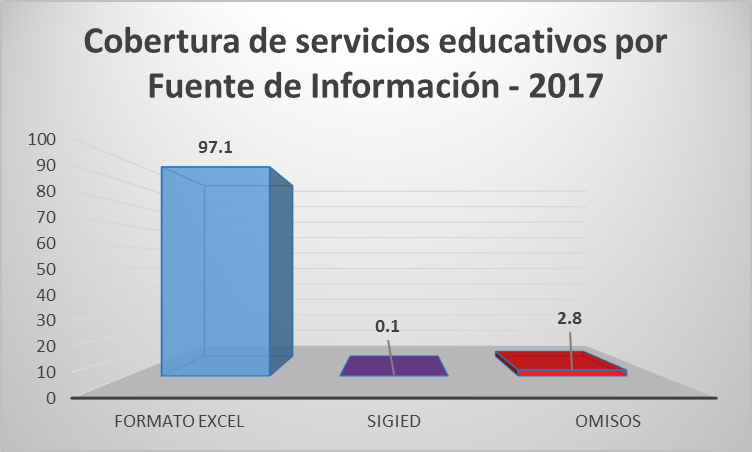 Cobertura de servicios educativos por
Fuente de Información - 2017
100
90
80
70
60
50
40
30
20
10
0
97.1
0.1
2.8
FORMATO EXCEL
SIGIED
OMISOS